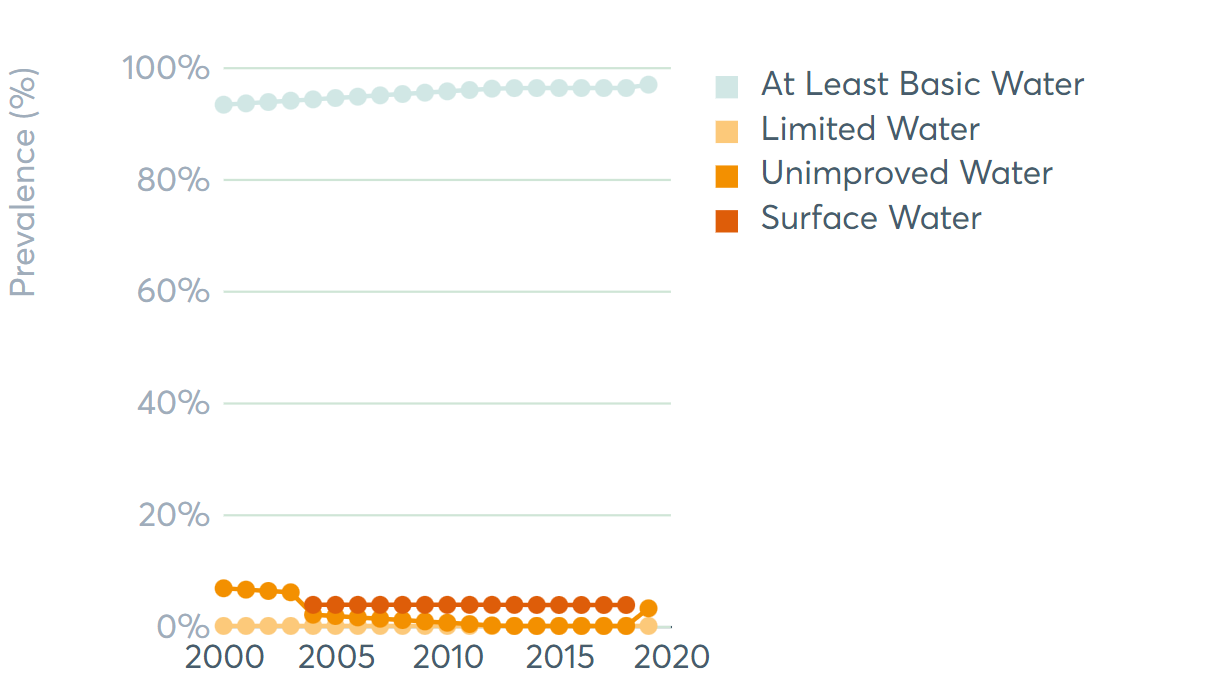 Prevalence (%)
100%
80%
60%
40%
20%
0%
2000 2005 2010 2015 2020
At Least Basic Water
Limited Water
Unimproved Water
Surface Water